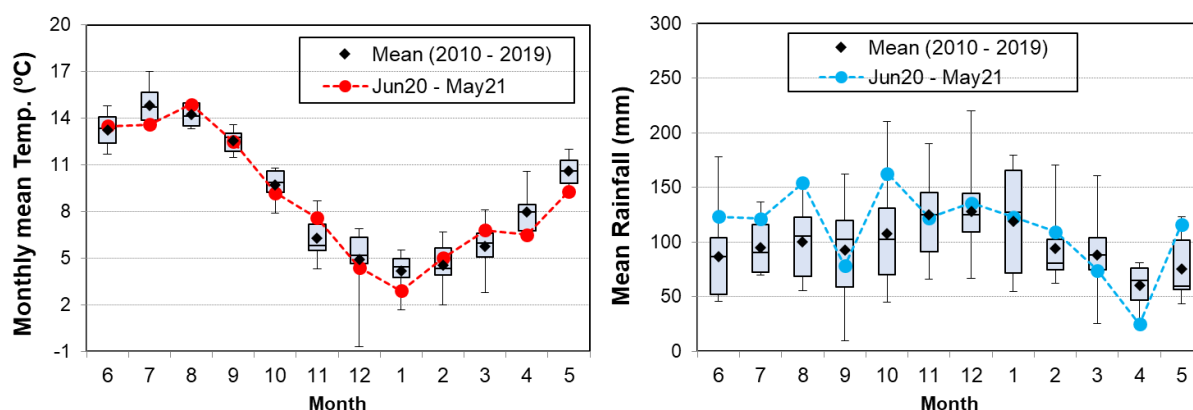 Monthly mean Temp. (ºC)
20
17
14
11
8
5
2
-1
Mean (2010 - 2019)
Jun20 - May21
6 7 8 9 10 11 12 1 2 3 4 5
Month
Mean Rainfall (mm)
300
250
200
150
100
50
0
Mean (2010 - 2019)
Jun20 - May21
6 7 8 9 10 11 12 1 2 3 4 5
Month